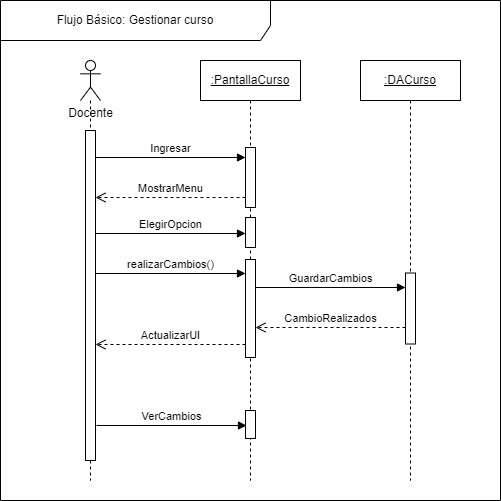 Flujo Básico: Gestionar curso
:PantallaCurso
:DACurso
Docente
Ingresar
MostrarMenu
ElegirOpcion
realizarCambios()
GuardarCambios
CambioRealizados
ActualizarUI
VerCambios